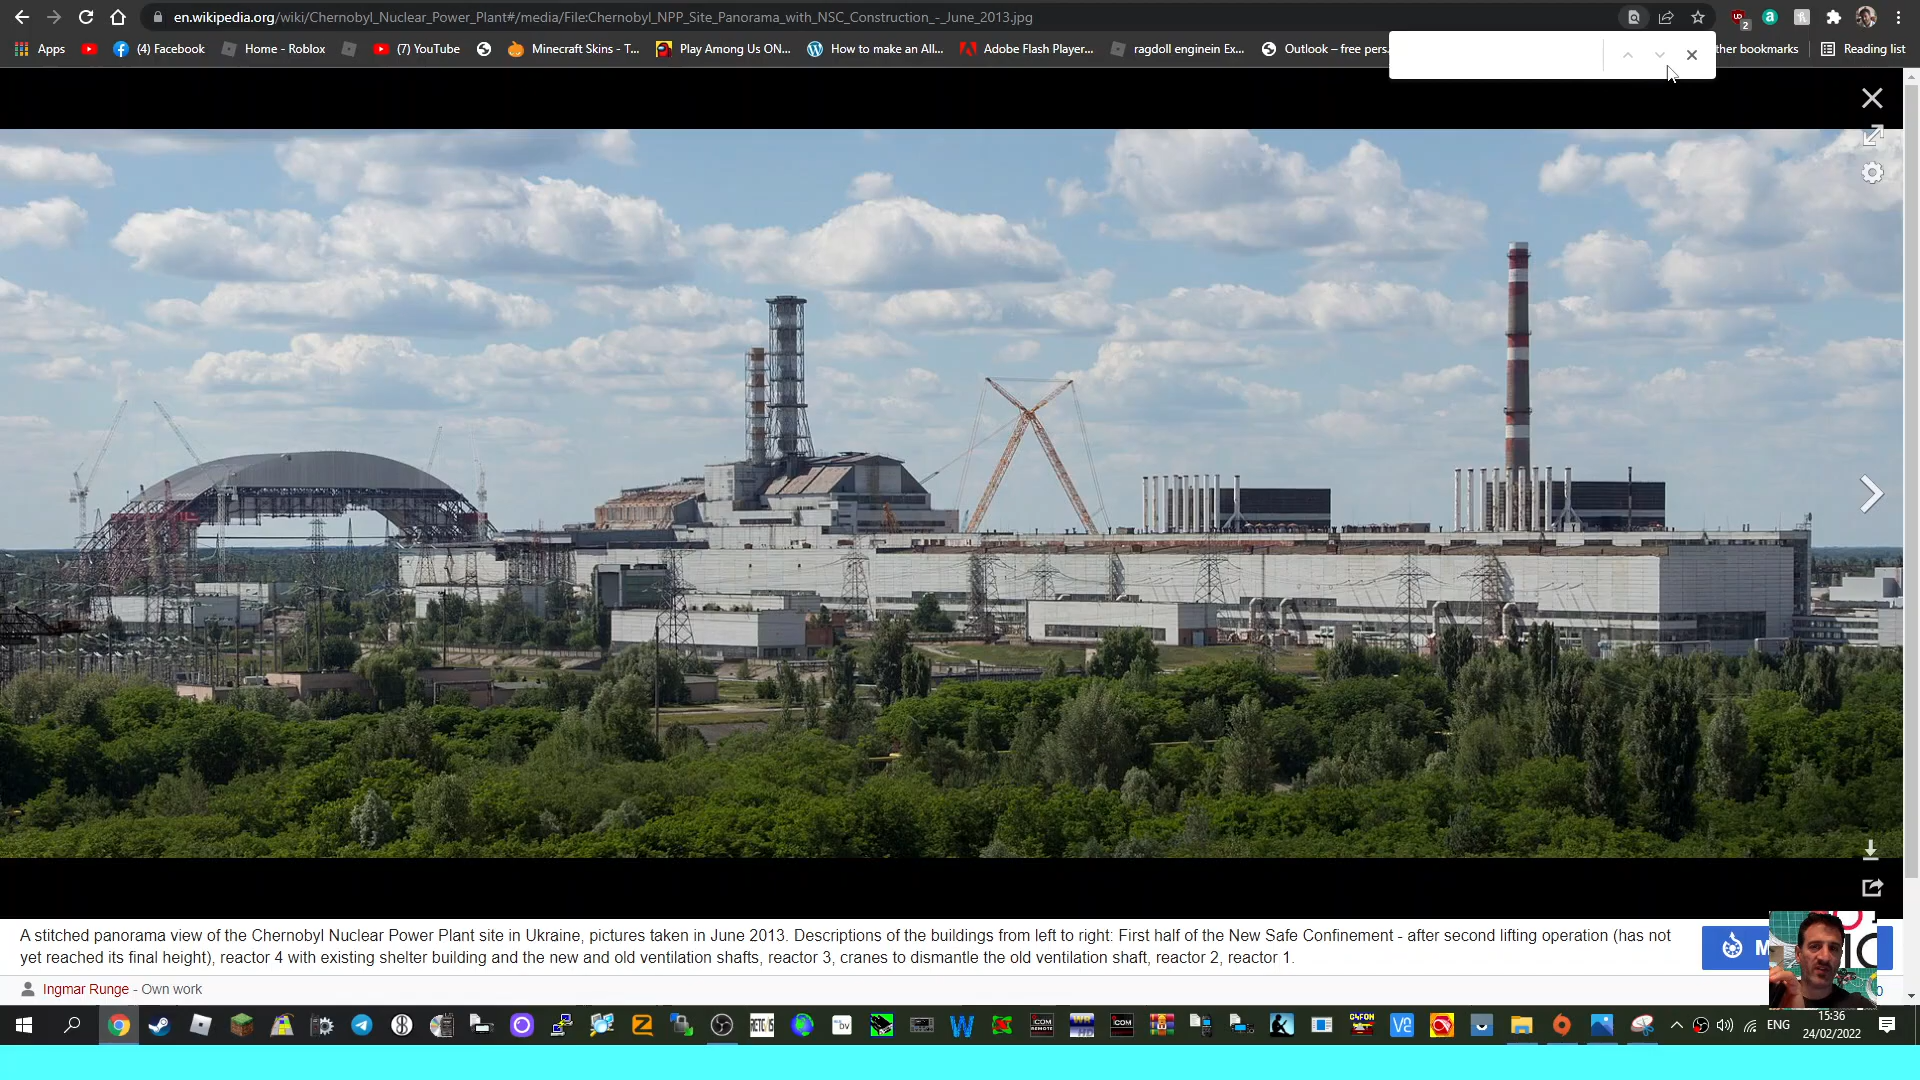 en.wikipedia.org/wiki/Chernobyl_Nuclear_Power_Plant#/media/File:Chernobyl_NPP_Site_Panorama_with_NSC_Construction_-_June_2013.jpg
2
Apps
(4) Facebook
Home - Roblox
(7) YouTube
Minecraft Skins - T...
Play Among Us ON...
How to make an All...
Adobe Flash Player...
ragdoll enginein Ex...
Outlook – free pers.
ther bookmarks
Reading list
A stitched panorama view of the Chernobyl Nuclear Power Plant site in Ukraine, pictures taken in June 2013. Descriptions of the buildings from left to right: First half of the New Safe Confinement - after second lifting operation (has not
yet reached its final height), reactor 4 with existing shelter building and the new and old ventilation shafts, reactor 3, cranes to dismantle the old ventilation shaft, reactor 2, reactor 1.
Ingmar Runge - Own work
ENG
15:36
24/02/2022